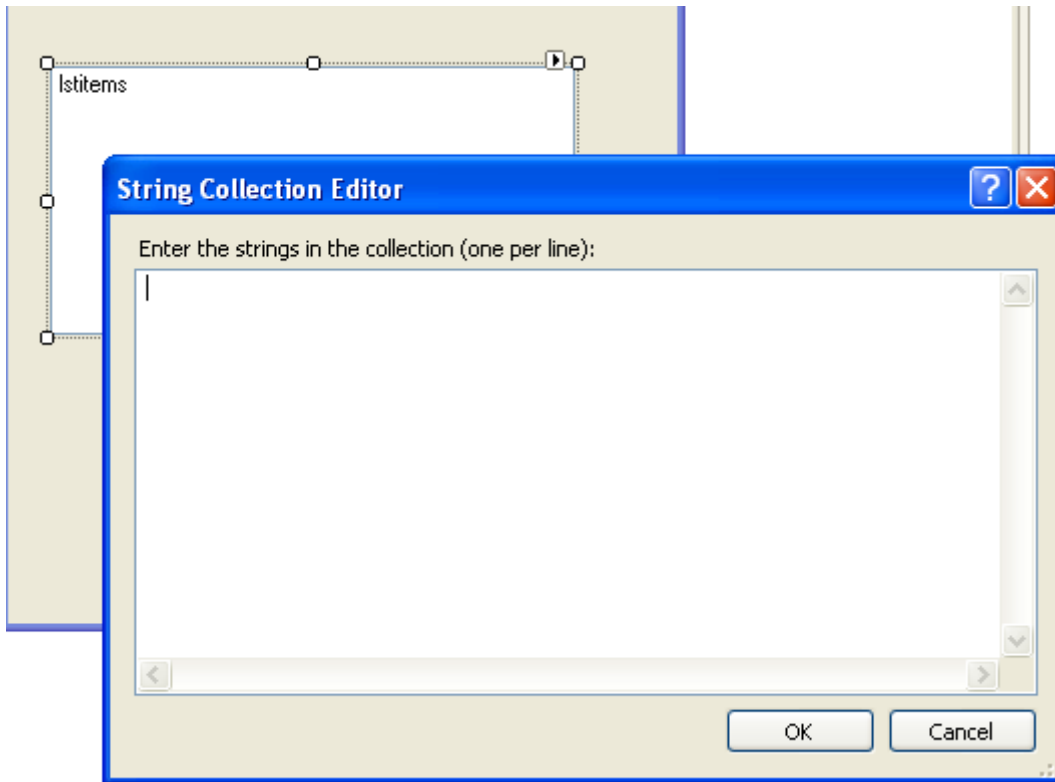 lstitems
String Collection Editor
Enter the strings in the collection (one per line):
OK
Cancel